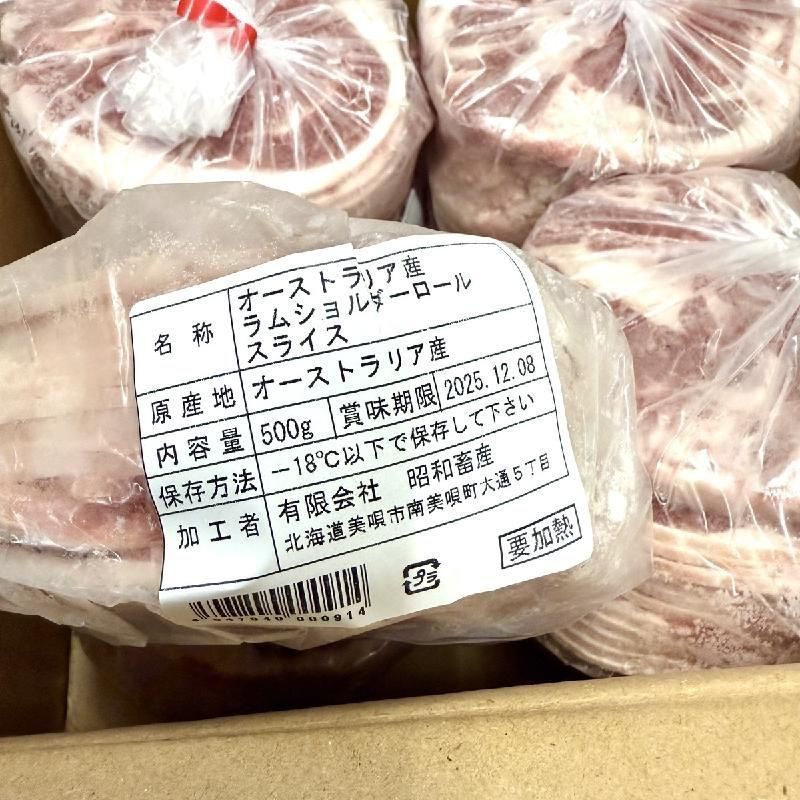 名称
オーストラリア産
ラムショルダーロール
スライス
原産地 オーストラリア産
内容量 500g 賞味期限 2025.12.08
保存方法 -18℃以下で保存して下さい
加工者 有限会社 昭和畜産
北海道美唄市南美唄町大通5丁目
要加熱
プラ